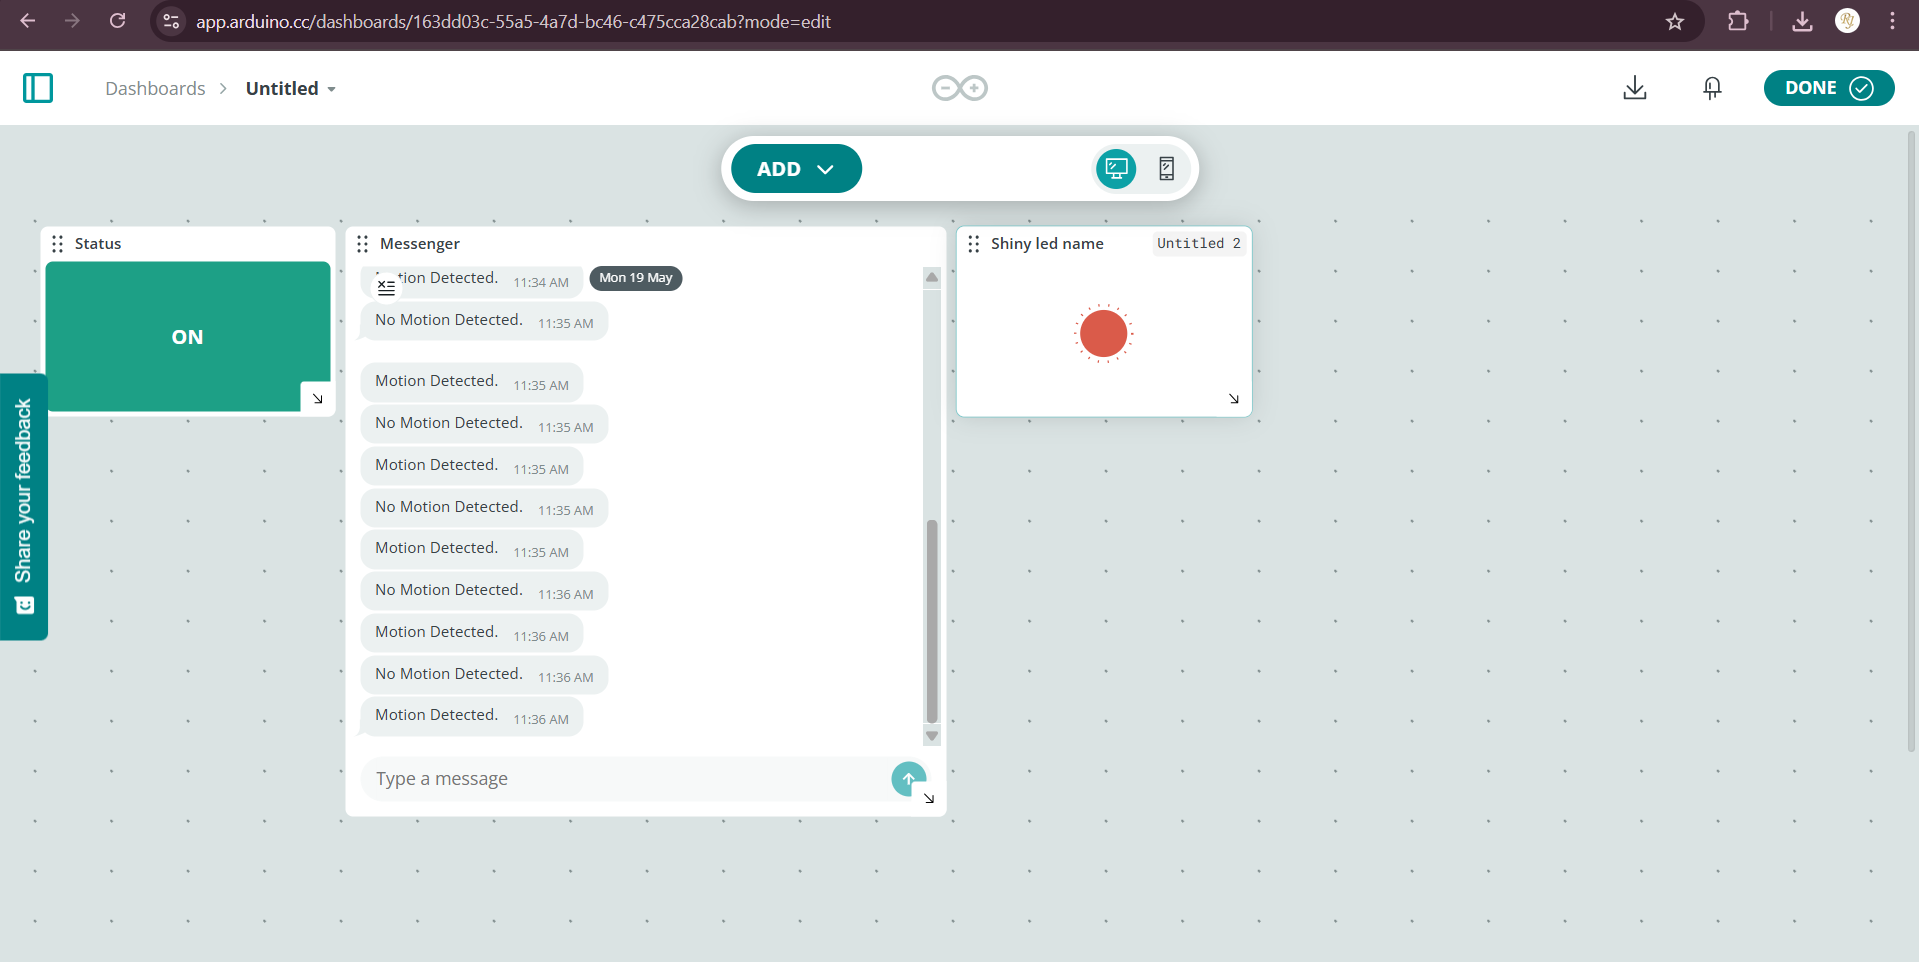 app.arduino.cc/dashboards/163dd03c-55a5-4a7d-bc46-c475cca28cab?mode=edit
Dashboards > Untitled
DONE
ADD
Status
ON
Messenger
Motion Detected. 11:34 AM
Mon 19 May
No Motion Detected. 11:35 AM
Motion Detected. 11:35 AM
No Motion Detected. 11:35 AM
Motion Detected. 11:35 AM
No Motion Detected. 11:35 AM
Motion Detected. 11:35 AM
No Motion Detected. 11:36 AM
Motion Detected. 11:36 AM
No Motion Detected. 11:36 AM
Motion Detected. 11:36 AM
Type a message
Shiny led name
Untitled 2
Share your feedback